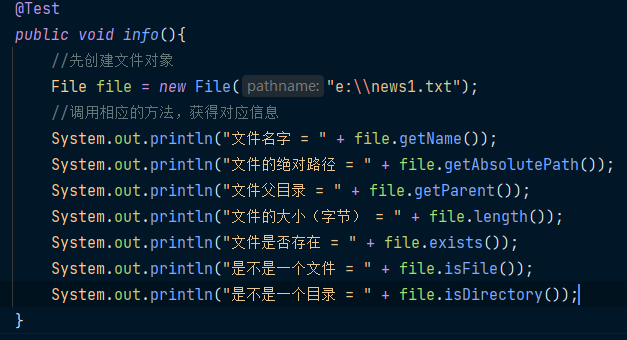 @Test
public void info(){
//先创建文件对象
File file = new File( pathname: "e:\\news1.txt");
//调用相应的方法，获得对应信息
System.out.println("文件名字 = " + file.getName());
System.out.println("文件的绝对路径 = " + file.getAbsolutePath());
System.out.println("文件父目录 = " + file.getParent());
System.out.println("文件的大小（字节） = " + file.length());
System.out.println("文件是否存在 = " + file.exists());
System.out.println("是不是一个文件 = " + file.isFile());
System.out.println("是不是一个目录 = " + file.isDirectory());
}